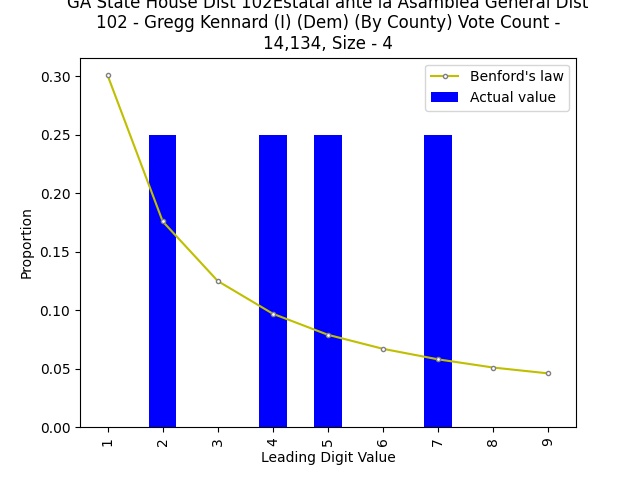 GA State House Dist 102Estatal ante la Asamblea General Dist
102 - Gregg Kennard (I) (Dem) (By County) Vote Count -
14,134, Size - 4
Benford's law
Actual value
0.30
0.25
0.20
0.15
0.10
0.05
0.00
Proportion
1
2
3
4
5
6
7
8
9
Leading Digit Value